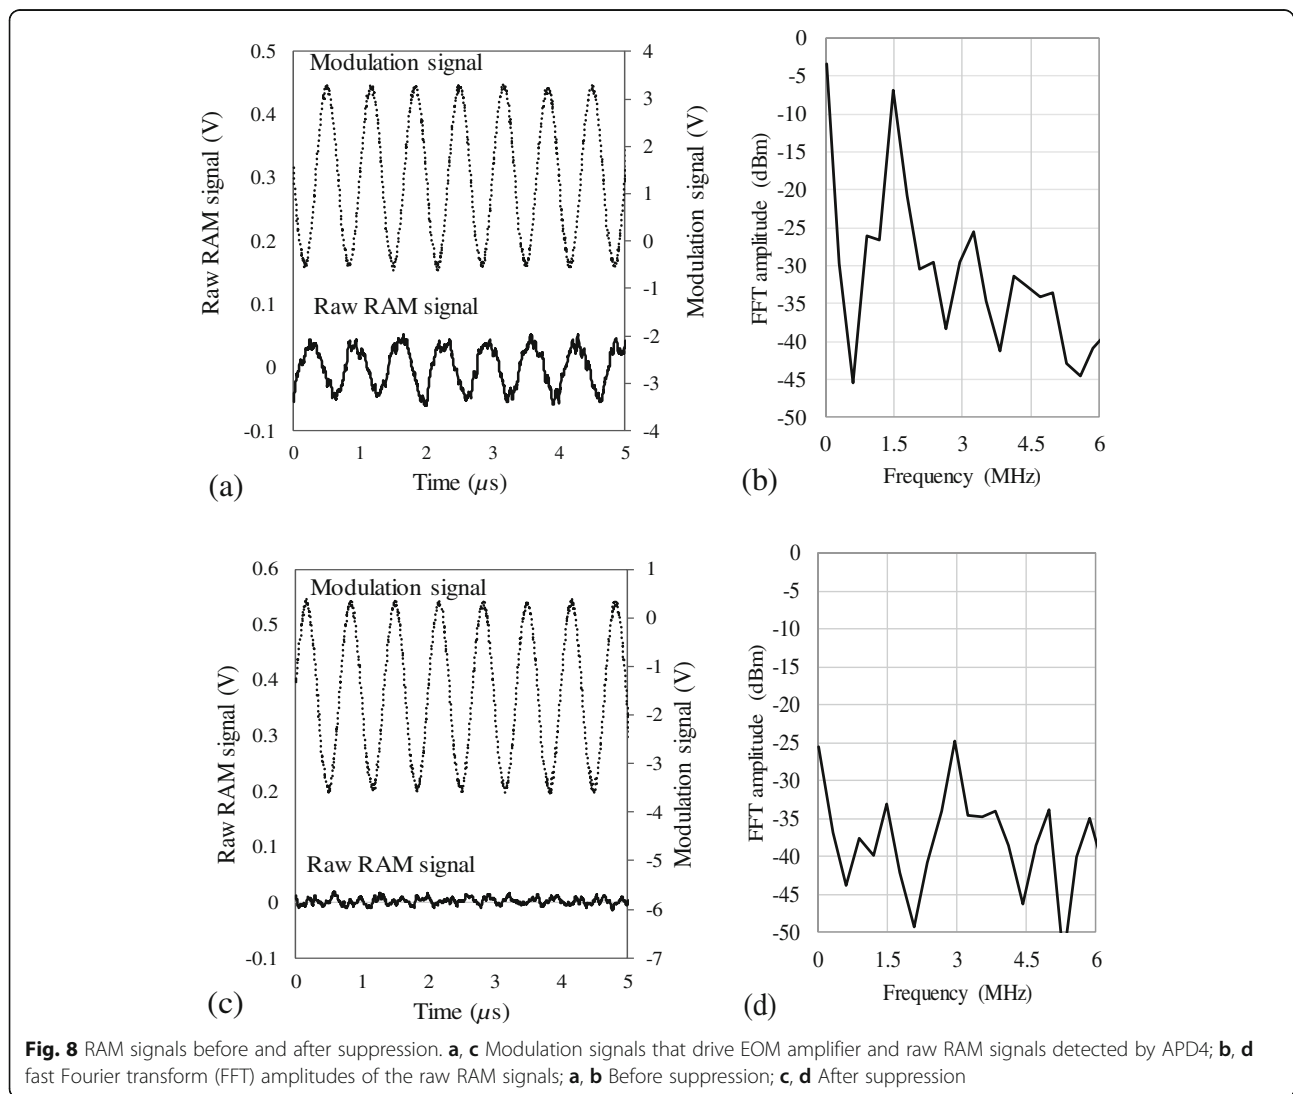 0.5
0.4
0.3
0.2
0.1
0
-0.1
Raw RAM signal (V)
Modulation signal
Raw RAM signal
4
3
2
1
0
-1
-2
-3
-4
Modulation signal (V)
0 1 2 3 4 5
Time (µs)
(a)
0
-5
-10
-15
-20
-25
-30
-35
-40
-45
-50
FFT amplitude (dBm)
0 1.5 3 4.5 6
Frequency (MHz)
(b)
0.6
0.5
0.4
0.3
0.2
0.1
0
-0.1
Raw RAM signal (V)
Modulation signal
Raw RAM signal
1
0
-1
-2
-3
-4
-5
-6
-7
Modulation signal (V)
0 1 2 3 4 5
Time (µs)
(c)
0
-5
-10
-15
-20
-25
-30
-35
-40
-45
-50
FFT amplitude (dBm)
0 1.5 3 4.5 6
Frequency (MHz)
(d)
Fig. 8 RAM signals before and after suppression. a, c Modulation signals that drive EOM amplifier and raw RAM signals detected by APD4; b, d
fast Fourier transform (FFT) amplitudes of the raw RAM signals; a, b Before suppression; c, d After suppression